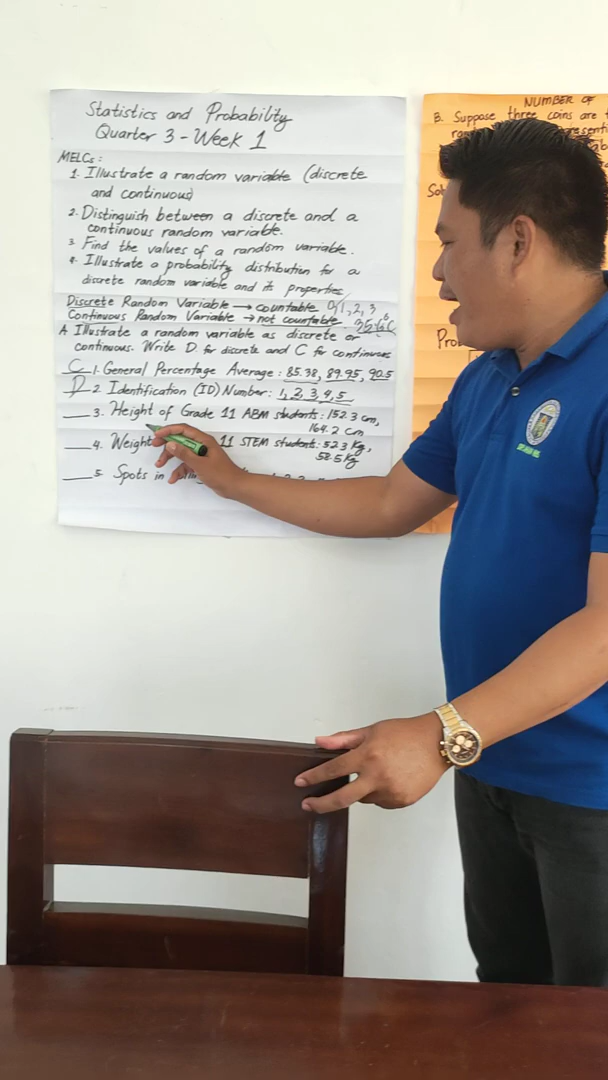 Statistics and Probability
Quarter 3 - Week 1
MELCs:
1. Illustrate a random variable (discrete
and continuous)
2. Distinguish between a discrete and a
continuous random variable.
3. Find the values of a random variable.
4. Illustrate a probability distribution for a
discrete random variable and its properties
Discrete Random Variable → countable 0, 1, 2, 3
Continuous Random Variable → not countable
A. Illustrate a random variable as discrete or
continuous. Write D for discrete and C for continuous
C 1. General Percentage Average: 85.38, 89.95, 90.5
D 2. Identification (ID) Number: 1, 2, 3, 4, 5
___ 3. Height of Grade 11 ABM students: 152.3 cm,
164.2 cm
___ 4. Weight 11 STEM students: 52.3 Kg,
58.5 Kg
___ 5. Spots in
NUMBER OF
B. Suppose three coins are